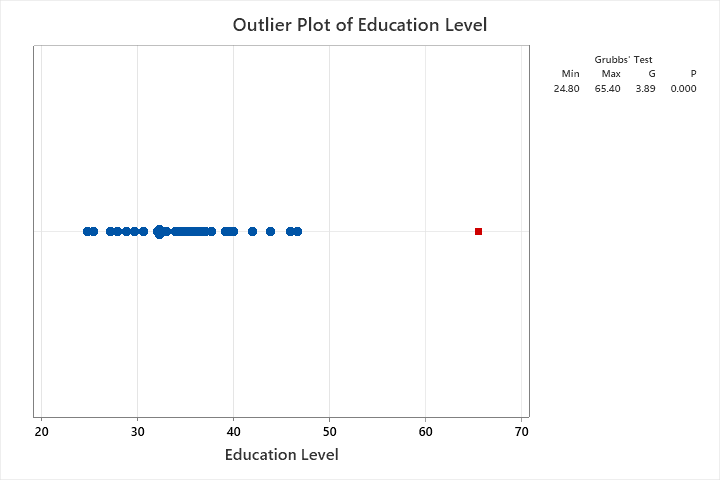 Outlier Plot of Education Level
Grubbs' Test
Min Max G P
24.80 65.40 3.89 0.000
20 30 40 50 60 70
Education Level